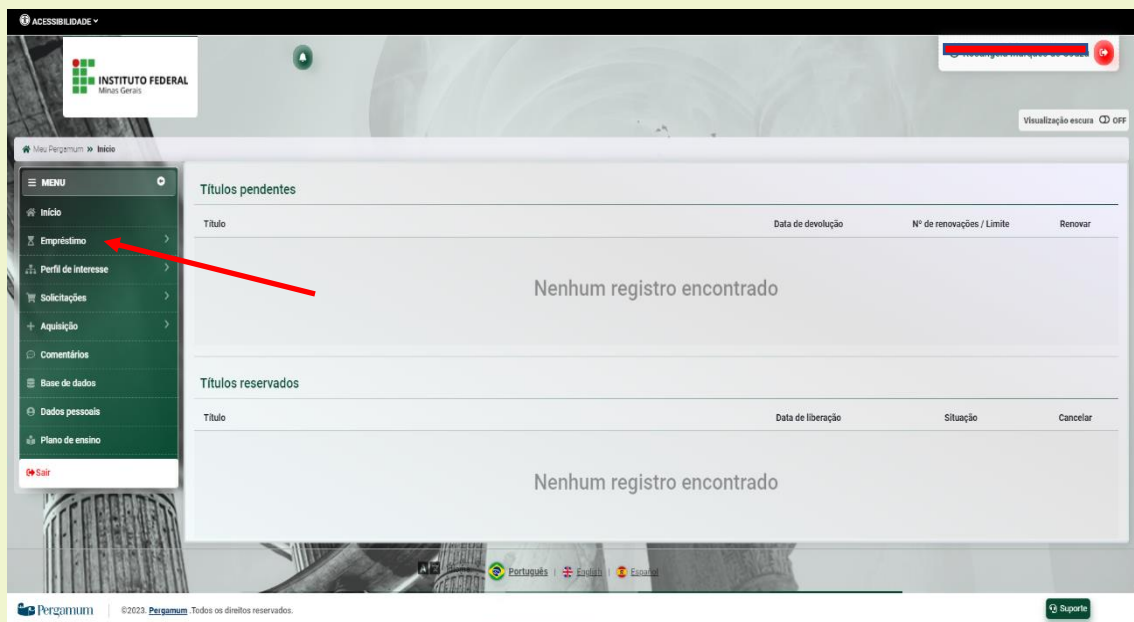 ACESSIBILIDADE
INSTITUTO FEDERAL
Minas Gerais
Visualização escura OFF
Meu Pergamum » Início
MENU
Início
Empréstimo
Perfil de interesse
Solicitações
Aquisição
Comentários
Base de dados
Dados pessoais
Plano de ensino
Sair
Títulos pendentes
Título Data de devolução Nº de renovações / Limite Renovar
Nenhum registro encontrado
Títulos reservados
Título Data de liberação Situação Cancelar
Nenhum registro encontrado
Português | English | Español
Pergamum ©2023. Pergamum .Todos os direitos reservados.
Suporte